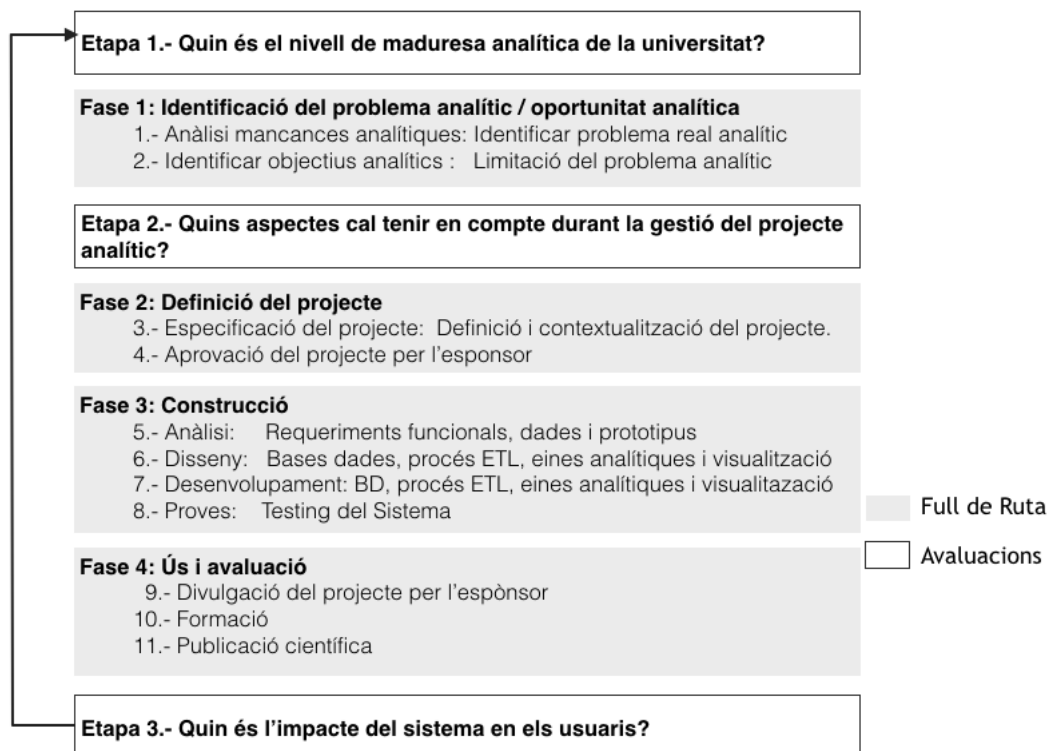 Etapa 1.- Quin és el nivell de maduresa analítica de la universitat?
Fase 1: Identificació del problema analític / oportunitat analítica
1.- Anàlisi mancances analítiques: Identificar problema real analític
2.- Identificar objectius analítics : Limitació del problema analític
Etapa 2.- Quins aspectes cal tenir en compte durant la gestió del projecte
analític?
Fase 2: Definició del projecte
3.- Especificació del projecte: Definició i contextualització del projecte.
4.- Aprovació del projecte per l'esponsor
Fase 3: Construcció
5.- Anàlisi: Requeriments funcionals, dades i prototipus
6.- Disseny: Bases dades, procés ETL, eines analítiques i visualització
7.- Desenvolupament: BD, procés ETL, eines analítiques i visualitazació
8.- Proves: Testing del Sistema
Full de Ruta
Avaluacions
Fase 4: Ús i avaluació
9.- Divulgació del projecte per l'espònsor
10.- Formació
11.- Publicació científica
Etapa 3.- Quin és l'impacte del sistema en els usuaris?